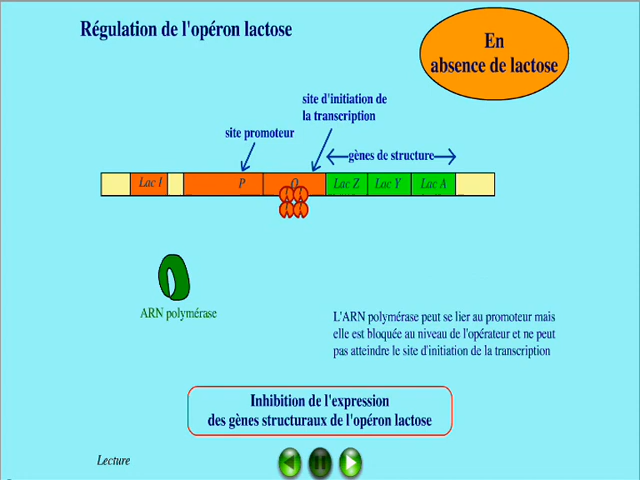 Régulation de l'opéron lactose
En
absence de lactose
site d'initiation de
la transcription
site promoteur
gènes de structure
Lac I
P
O
Lac Z
Lac Y
Lac A
ARN polymérase
L'ARN polymérase peut se lier au promoteur mais
elle est bloquée au niveau de l'opérateur et ne peut
pas atteindre le site d'initiation de la transcription
Inhibition de l'expression
des gènes structuraux de l'opéron lactose
Lecture